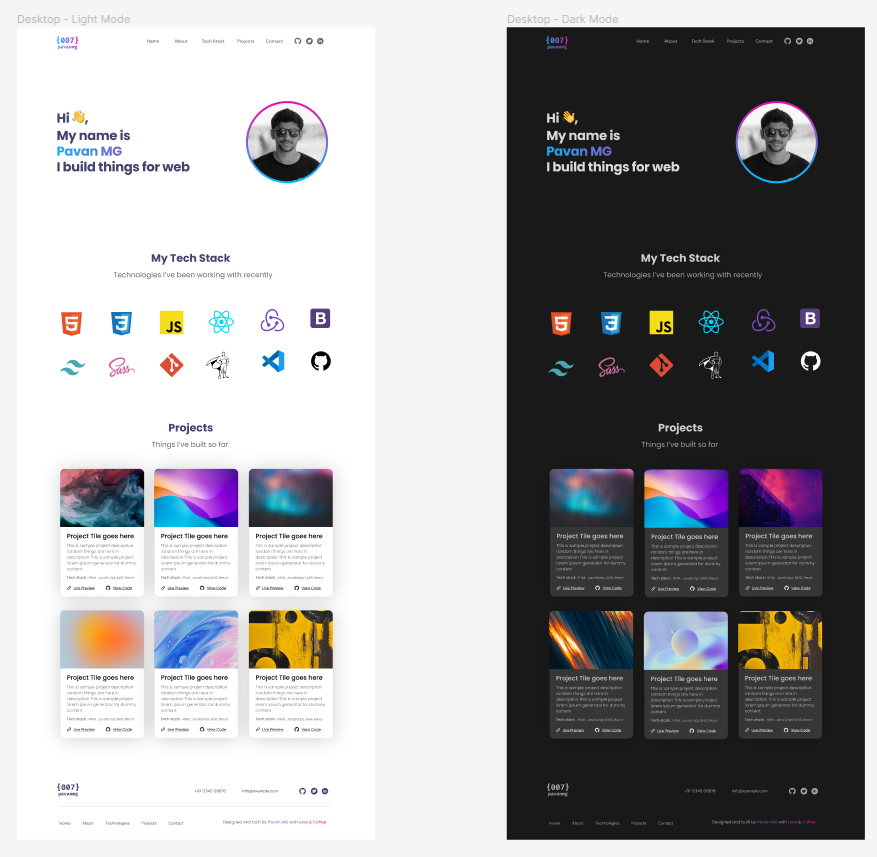 Desktop - Light Mode
{007}
pavanmg
Home About Tech Stack Projects Contact
Hi 👋,
My name is
Pavan MG
I build things for web
My Tech Stack
Technologies I've been working with recently
5 3 JS B
Sass
Projects
Things I've built so far
Project Tile goes here
This is sample project description
random things are here in
description This is sample project
lorem ipsum generator for dummy
content
Tech stack : HTML , JavaScript, SASS, React
Live Preview View Code
Project Tile goes here
This is sample project description
random things are here in
description This is sample project
lorem ipsum generator for dummy
content
Tech stack : HTML , JavaScript, SASS, React
Live Preview View Code
Project Tile goes here
This is sample project description
random things are here in
description This is sample project
lorem ipsum generator for dummy
content
Tech stack : HTML , JavaScript, SASS, React
Live Preview View Code
Project Tile goes here
This is sample project description
random things are here in
description This is sample project
lorem ipsum generator for dummy
content
Tech stack : HTML , JavaScript, SASS, React
Live Preview View Code
Project Tile goes here
This is sample project description
random things are here in
description This is sample project
lorem ipsum generator for dummy
content
Tech stack : HTML , JavaScript, SASS, React
Live Preview View Code
Project Tile goes here
This is sample project description
random things are here in
description This is sample project
lorem ipsum generator for dummy
content
Tech stack : HTML , JavaScript, SASS, React
Live Preview View Code
{007}
pavanmg
+91 12345 09876 info@example.com
Home About Technologies Projects Contact
Designed and built by Pavan MG with Love & Coffee
Desktop - Dark Mode
{007}
pavanmg
Home About Tech Stack Projects Contact
Hi 👋,
My name is
Pavan MG
I build things for web
My Tech Stack
Technologies I've been working with recently
5 3 JS B
Sass
Projects
Things I've built so far
Project Tile goes here
This is sample project description
random things are here in
description This is sample project
lorem ipsum generator for dummy
content
Tech stack : HTML , JavaScript, SASS, React
Live Preview View Code
Project Tile goes here
This is sample project description
random things are here in
description This is sample project
lorem ipsum generator for dummy
content
Tech stack : HTML , JavaScript, SASS, React
Live Preview View Code
Project Tile goes here
This is sample project description
random things are here in
description This is sample project
lorem ipsum generator for dummy
content
Tech stack : HTML , JavaScript, SASS, React
Live Preview View Code
Project Tile goes here
This is sample project description
random things are here in
description This is sample project
lorem ipsum generator for dummy
content
Tech stack : HTML , JavaScript, SASS, React
Live Preview View Code
Project Tile goes here
This is sample project description
random things are here in
description This is sample project
lorem ipsum generator for dummy
content
Tech stack : HTML , JavaScript, SASS, React
Live Preview View Code
Project Tile goes here
This is sample project description
random things are here in
description This is sample project
lorem ipsum generator for dummy
content
Tech stack : HTML , JavaScript, SASS, React
Live Preview View Code
{007}
pavanmg
+91 12345 09876 info@example.com
Home About Technologies Projects Contact
Designed and built by Pavan MG with Love & Coffee